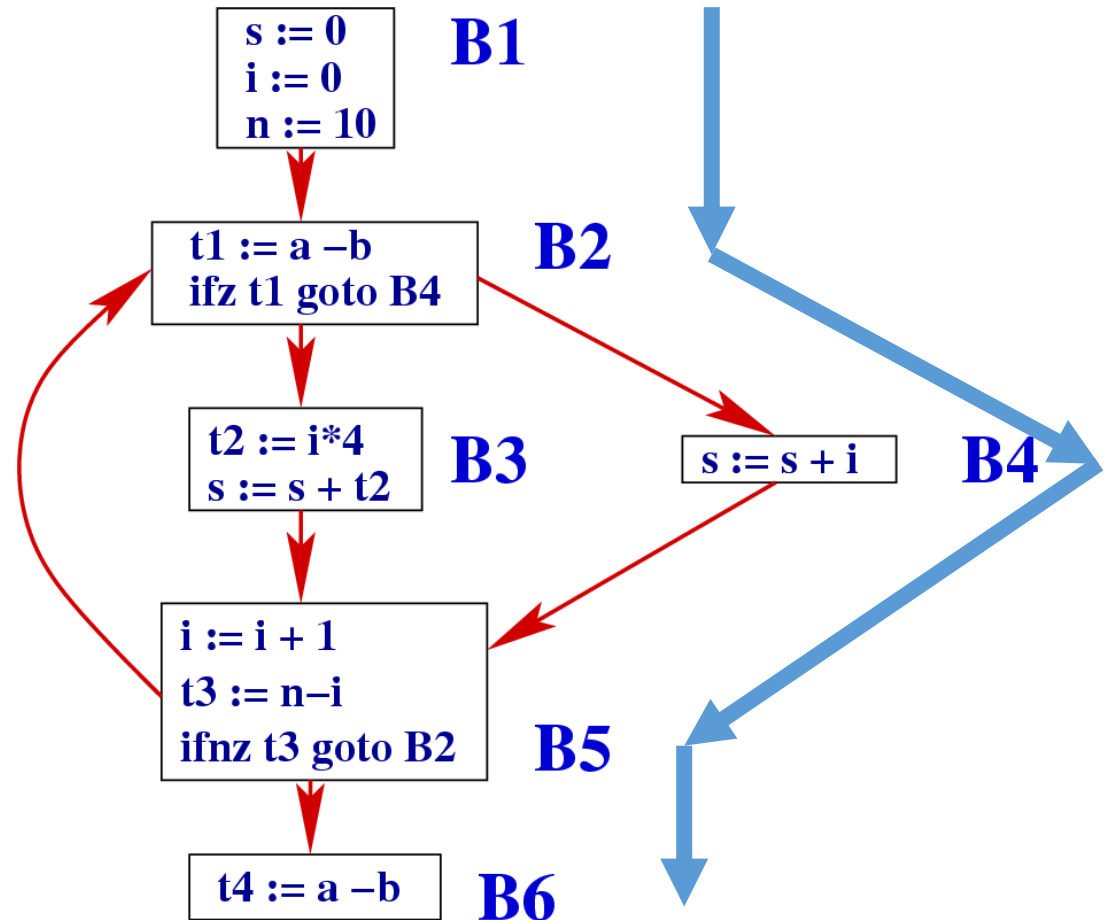 s := 0
i := 0
n := 10
B1
t1 := a −b
ifz t1 goto B4
B2
t2 := i*4
s := s + t2
B3
s := s + i
B4
i := i + 1
t3 := n−i
ifnz t3 goto B2
B5
t4 := a −b
B6